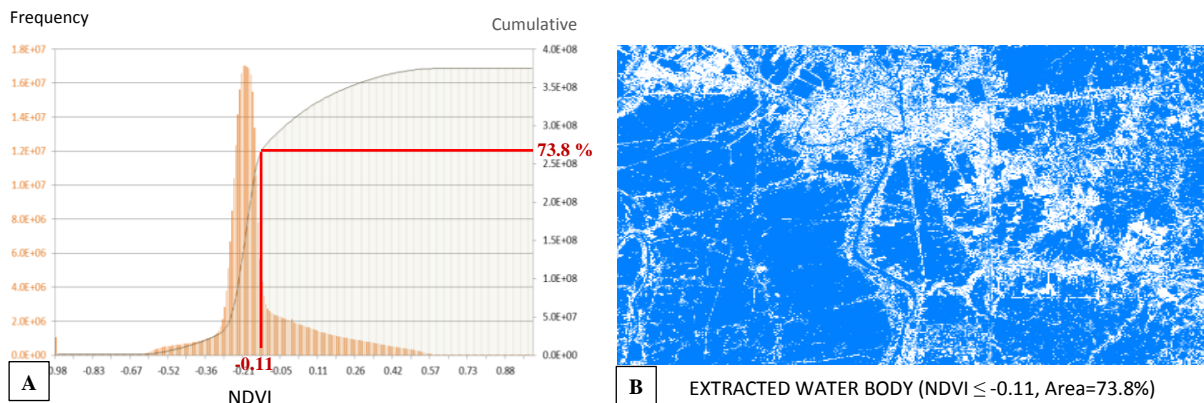 Frequency
Cumulative
1.8E+07
1.6E+07
1.4E+07
1.2E+07
1.0E+07
8.0E+06
6.0E+06
4.0E+06
2.0E+06
0.0E+00
4.0E+08
3.5E+08
3.0E+08
2.5E+08
2.0E+08
1.5E+08
1.0E+08
5.0E+07
0.0E+00
73.8 %
-0.11
0.98 -0.83 -0.67 -0.52 -0.36 -0.21 -0.05 0.11 0.26 0.42 0.57 0.73 0.88
NDVI
A
B EXTRACTED WATER BODY (NDVI ≤ -0.11, Area=73.8%)